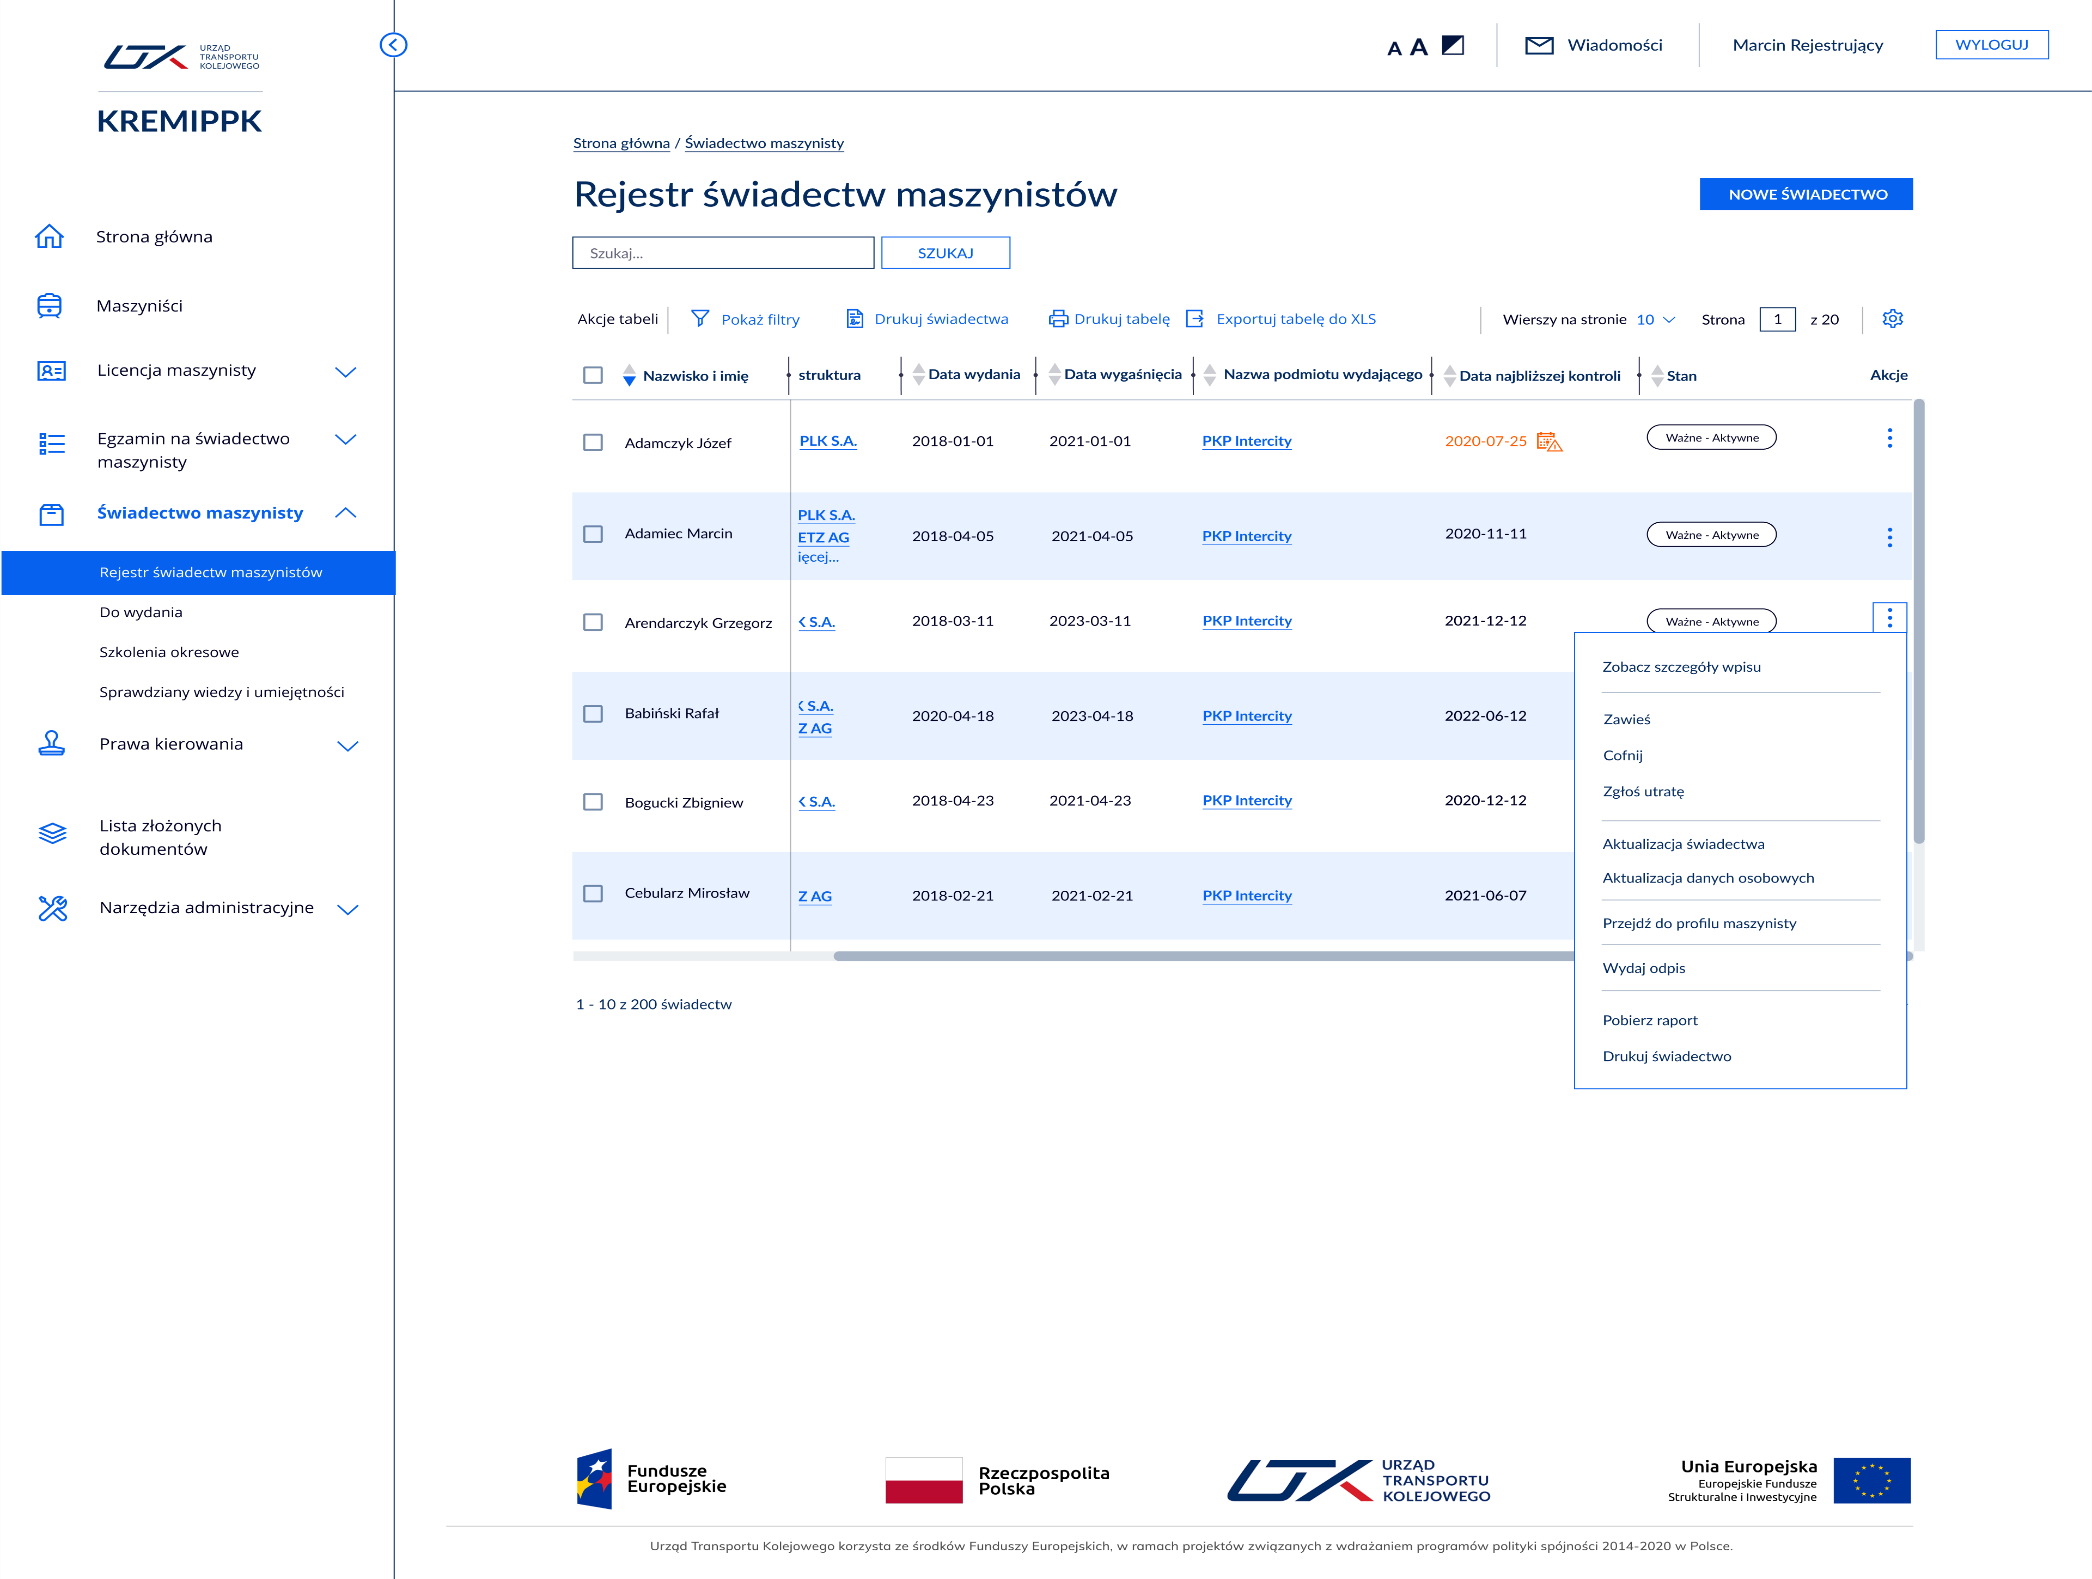 URZĄD
TRANSPORTU
KOLEJOWEGO
KREMIPPK
Strona główna
Maszyniści
Licencja maszynisty
Egzamin na świadectwo
maszynisty
Świadectwo maszynisty
Rejestr świadectw maszynistów
Do wydania
Szkolenia okresowe
Sprawdziany wiedzy i umiejętności
Prawa kierowania
Lista złożonych
dokumentów
Narzędzia administracyjne
A A Wiadomości Marcin Rejestrujący WYLOGUJ
Strona główna / Świadectwo maszynisty
Rejestr świadectw maszynistów NOWE ŚWIADECTWO
Szukaj... SZUKAJ
Akcje tabeli Pokaż filtry Drukuj świadectwa Drukuj tabelę Exportuj tabelę do XLS Wierszy na stronie 10 Strona 1 z 20
Nazwisko i imię struktura Data wydania Data wygaśnięcia Nazwa podmiotu wydającego Data najbliższej kontroli Stan Akcje
Adamczyk Józef PLK S.A. 2018-01-01 2021-01-01 PKP Intercity 2020-07-25 Ważne - Aktywne
Adamiec Marcin PLK S.A. ETZ AG ięcej... 2018-04-05 2021-04-05 PKP Intercity 2020-11-11 Ważne - Aktywne
Arendarczyk Grzegorz K S.A. 2018-03-11 2023-03-11 PKP Intercity 2021-12-12 Ważne - Aktywne
Babiński Rafał K S.A. Z AG 2020-04-18 2023-04-18 PKP Intercity 2022-06-12
Bogucki Zbigniew K S.A. 2018-04-23 2021-04-23 PKP Intercity 2020-12-12
Cebularz Mirosław Z AG 2018-02-21 2021-02-21 PKP Intercity 2021-06-07
Zobacz szczegóły wpisu
Zawieś
Cofnij
Zgłoś utratę
Aktualizacja świadectwa
Aktualizacja danych osobowych
Przejdź do profilu maszynisty
Wydaj odpis
Pobierz raport
Drukuj świadectwo
1 - 10 z 200 świadectw
Fundusze
Europejskie
Rzeczpospolita
Polska
URZĄD
TRANSPORTU
KOLEJOWEGO
Unia Europejska
Europejskie Fundusze
Strukturalne i Inwestycyjne
Urząd Transportu Kolejowego korzysta ze środków Funduszy Europejskich, w ramach projektów związanych z wdrażaniem programów polityki spójności 2014-2020 w Polsce.